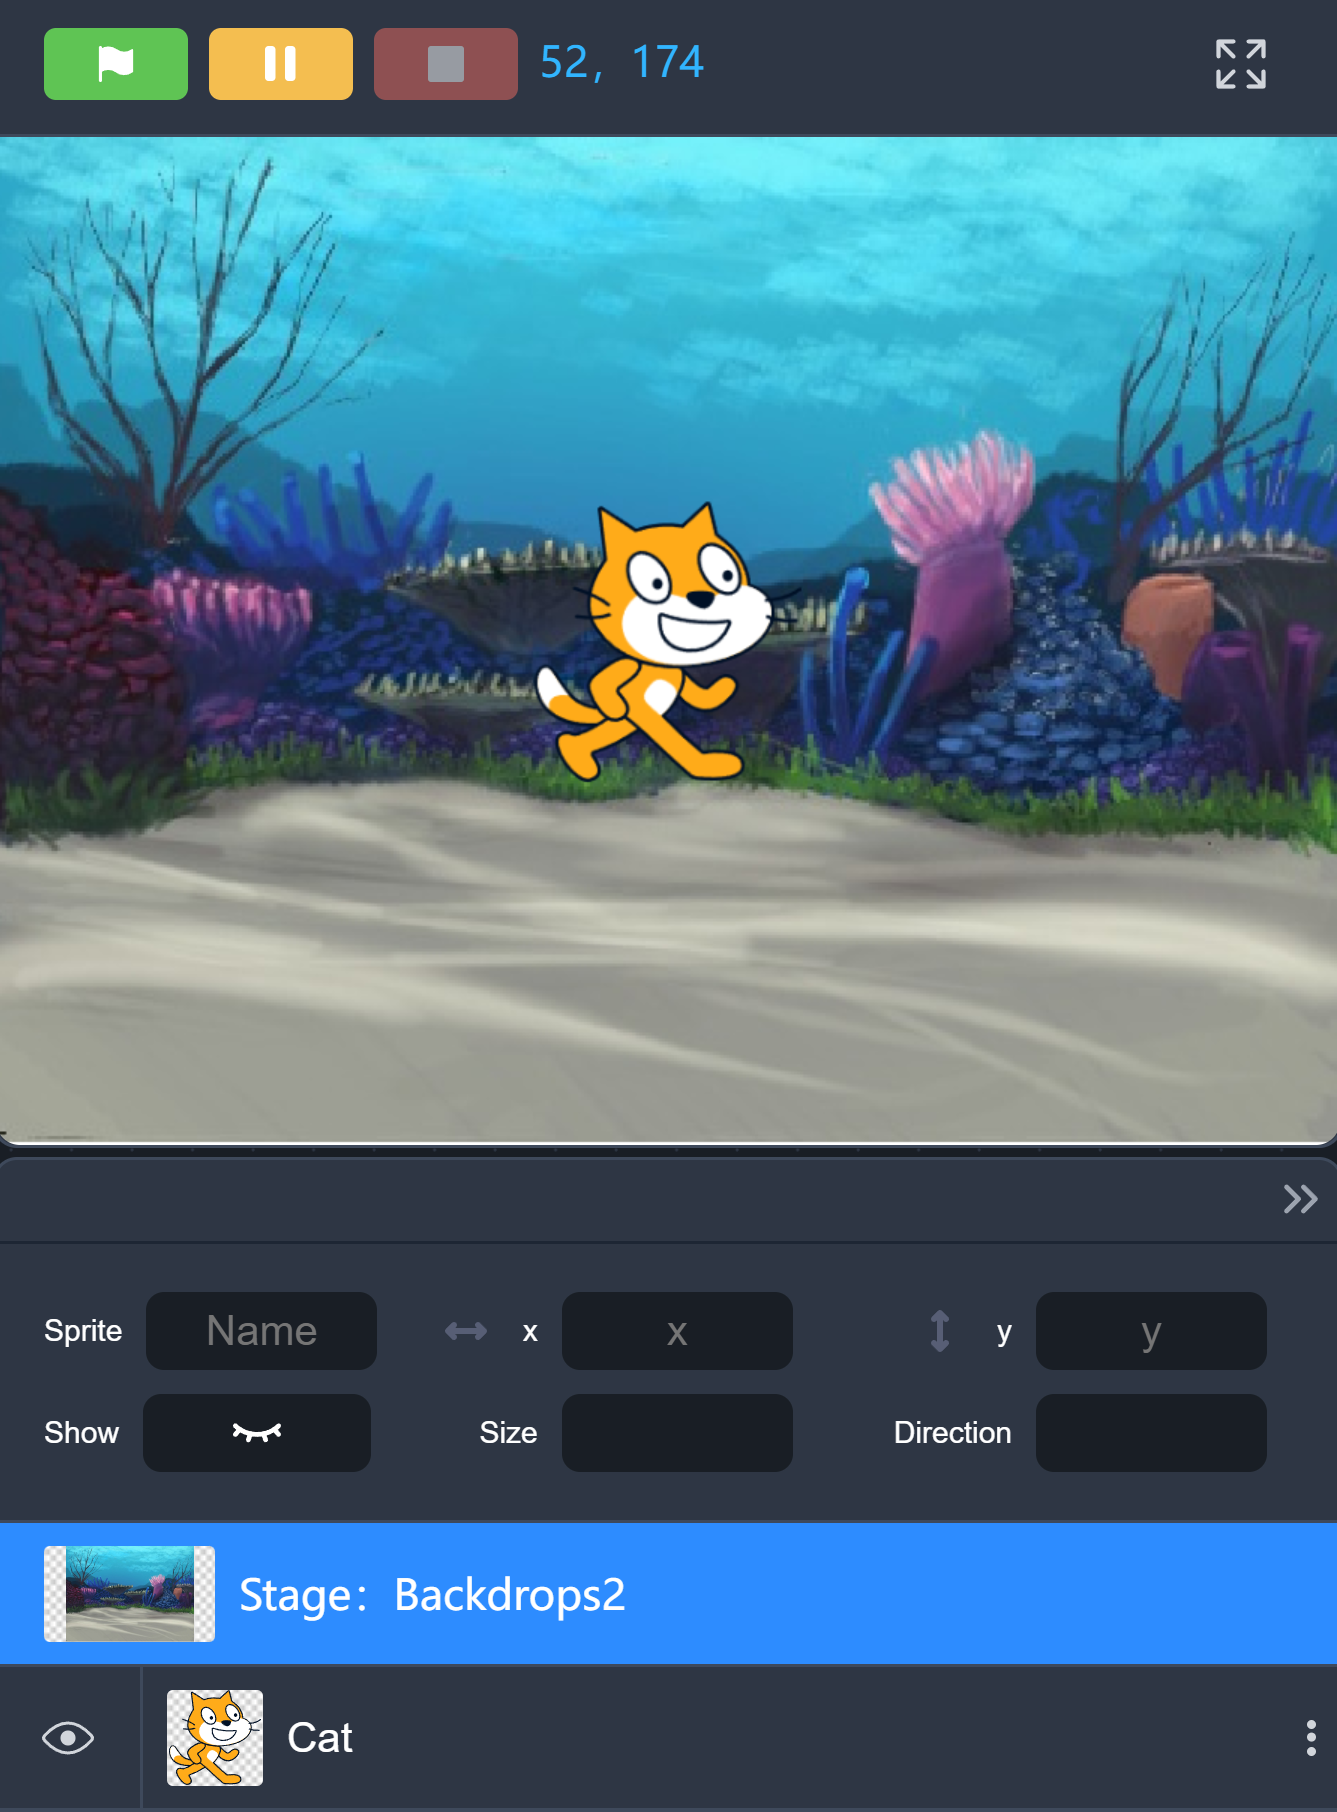 52, 174
Sprite Name x x y y
Show Size Direction
Stage: Backdrops2
Cat